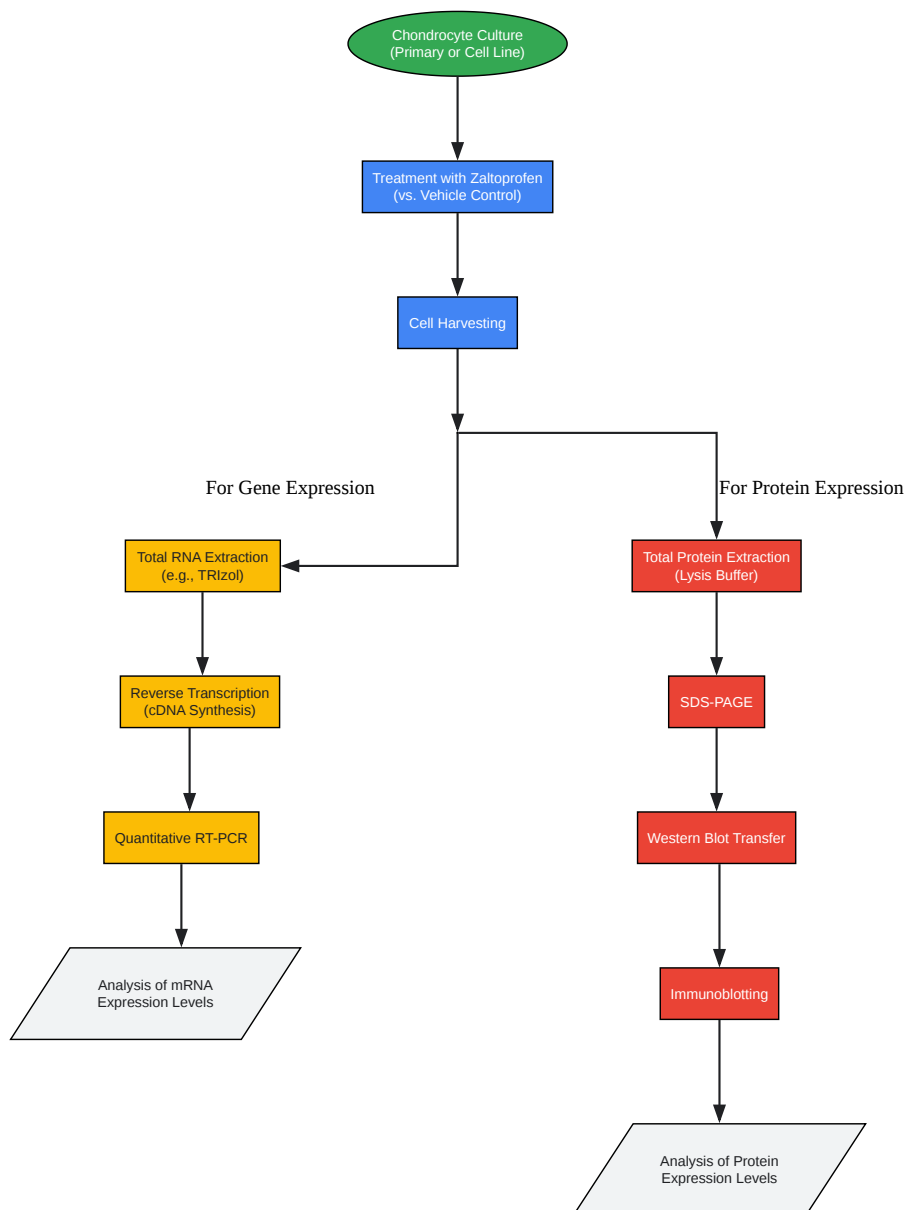 Chondrocyte Culture
(Primary or Cell Line)
Treatment with Zaltoprofen
(vs. Vehicle Control)
Cell Harvesting
For Gene Expression
For Protein Expression
Total RNA Extraction
(e.g., TRIzol)
Total Protein Extraction
(Lysis Buffer)
Reverse Transcription
(cDNA Synthesis)
SDS-PAGE
Quantitative RT-PCR
Western Blot Transfer
Analysis of mRNA
Expression Levels
Immunoblotting
Analysis of Protein
Expression Levels